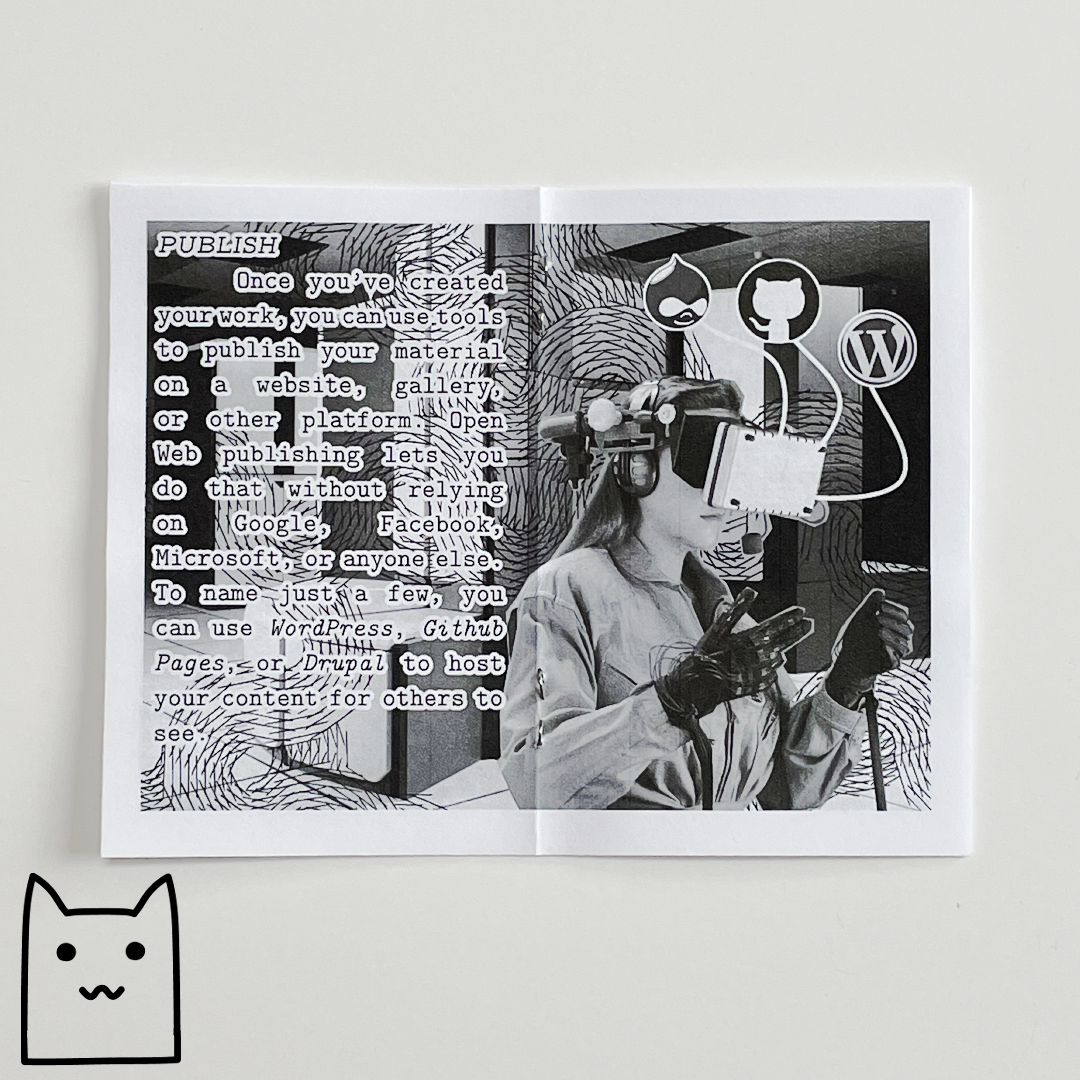 PUBLISH
Once you've created
your work, you can use tools
to publish your material
on a website, gallery,
or other platform. Open
Web publishing lets you
do that without relying
on Google, Facebook,
Microsoft, or anyone else.
To name just a few, you
can use WordPress, Github
Pages, or Drupal to host
your content for others to
see.
W